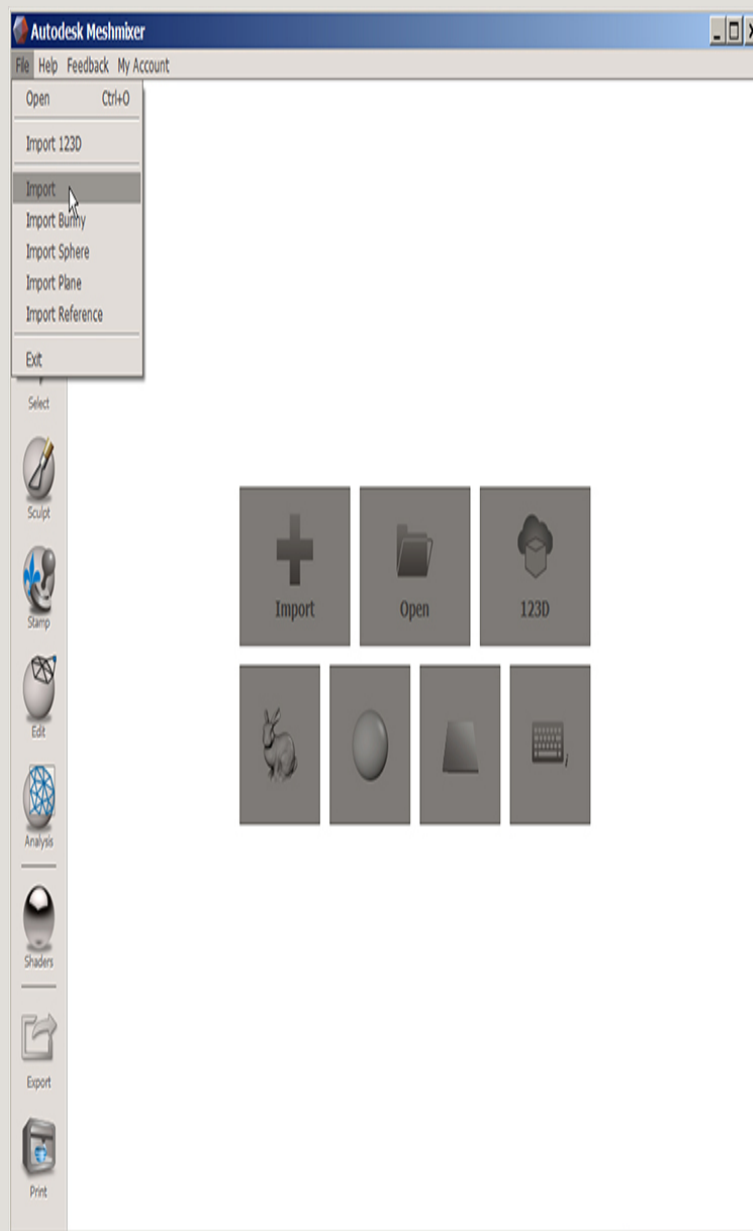 Autodesk Meshmixer
File Help Feedback My Account
Open Ctrl+O
Import 123D
Import
Import Bunny
Import Sphere
Import Plane
Import Reference
Exit
Select
Sculpt
Stamp
Edit
Analysis
Shaders
Export
Print
Import Open 123D